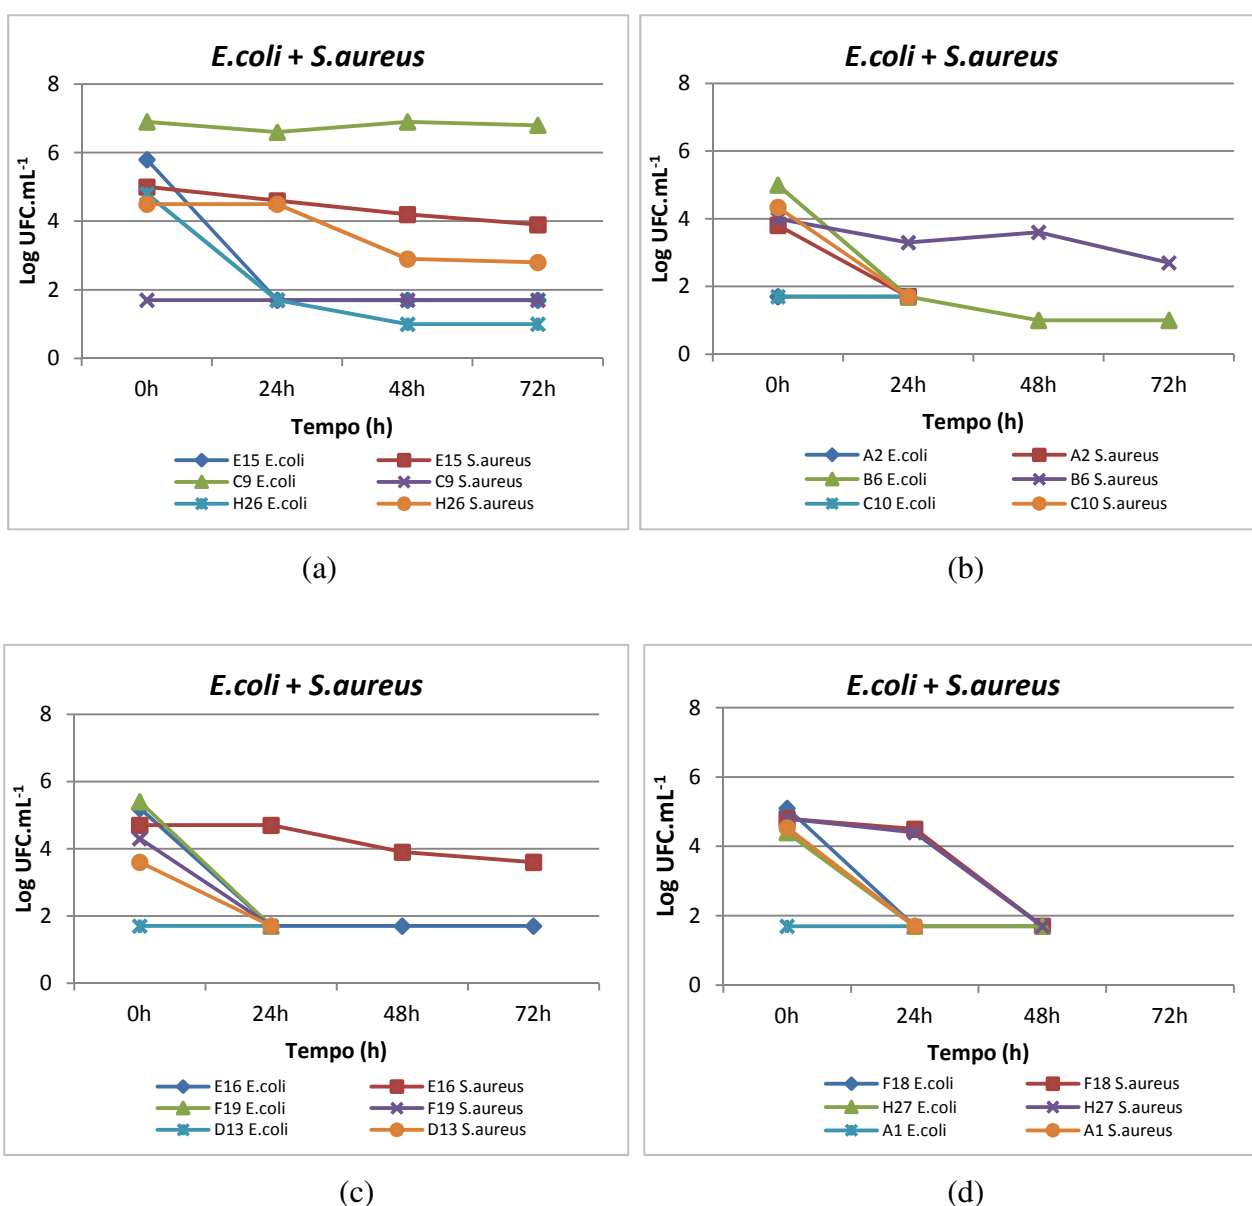 E.coli + S.aureus
Log UFC.mL-1
8
6
4
2
0
0h 24h 48h 72h
Tempo (h)
E15 E.coli E15 S.aureus
C9 E.coli C9 S.aureus
H26 E.coli H26 S.aureus
(a)
E.coli + S.aureus
Log UFC.mL-1
8
6
4
2
0
0h 24h 48h 72h
Tempo (h)
A2 E.coli A2 S.aureus
B6 E.coli B6 S.aureus
C10 E.coli C10 S.aureus
(b)
E.coli + S.aureus
Log UFC.mL-1
8
6
4
2
0
0h 24h 48h 72h
Tempo (h)
E16 E.coli E16 S.aureus
F19 E.coli F19 S.aureus
D13 E.coli D13 S.aureus
(c)
E.coli + S.aureus
Log UFC.mL-1
8
6
4
2
0
0h 24h 48h 72h
Tempo (h)
F18 E.coli F18 S.aureus
H27 E.coli H27 S.aureus
A1 E.coli A1 S.aureus
(d)